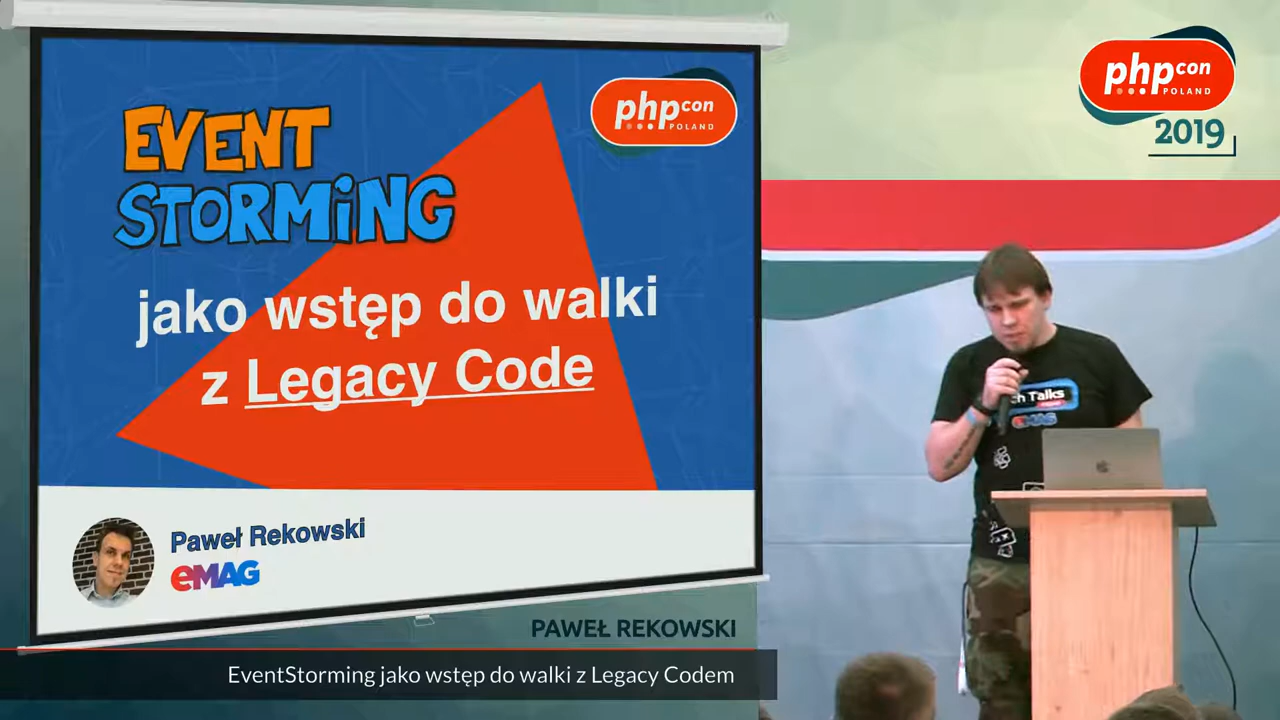 EVENT
STORMiNG
jako wstęp do walki
z Legacy Code
php con
POLAND
Paweł Rekowski
eMAG
php con
POLAND
2019
ch Talks
eMAG
PAWEŁ REKOWSKI
EventStorming jako wstęp do walki z Legacy Codem